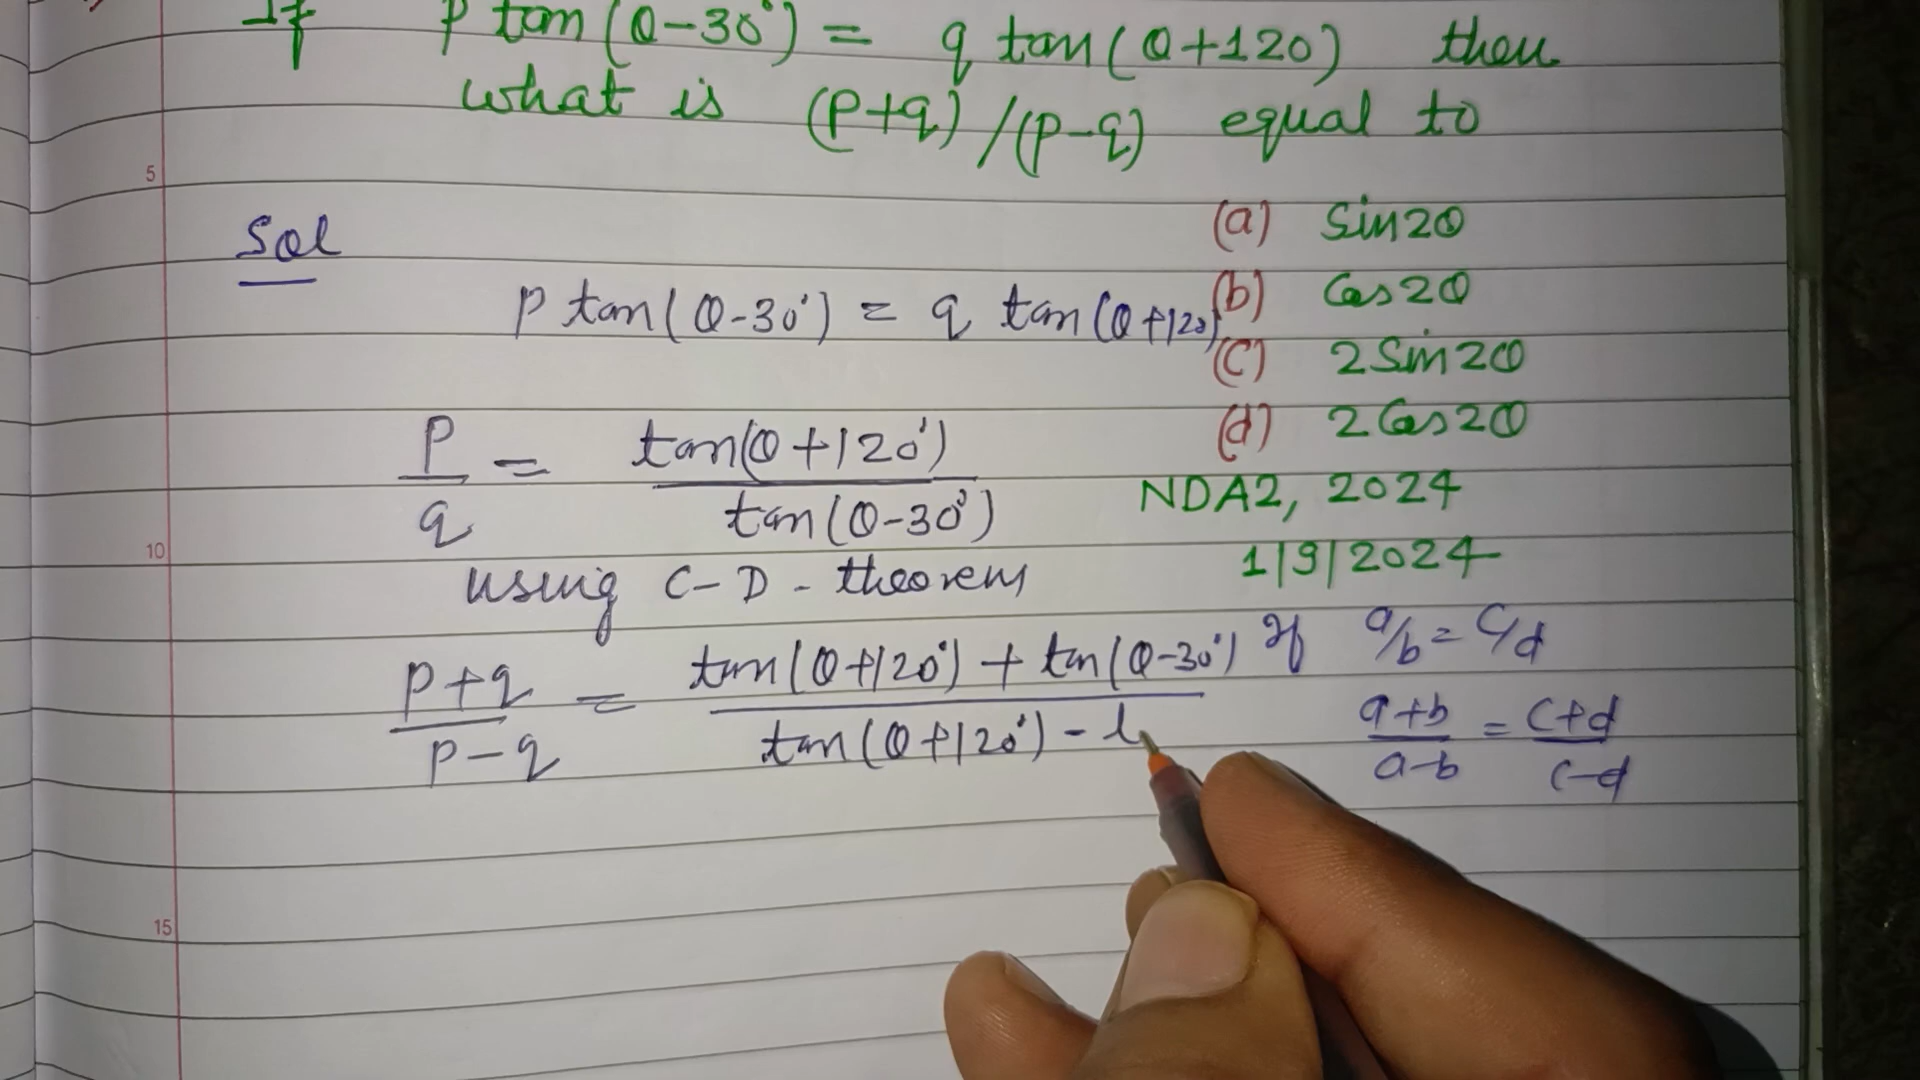 If p tan(θ-30°) = q tan(θ+120) then
what is (p+q)/(p-q) equal to
5
Sol
(a) Sin2θ
p tan(θ-30°) = q tan(θ+120)
(b) Cos2θ
(c) 2Sin2θ
(d) 2Cos2θ
p/q = tan(θ+120°)/tan(θ-30°)
NDA2, 2024
10
1/9/2024
using C-D-theorem
If a/b = c/d
(p+q)/(p-q) = (tan(θ+120°) + tan(θ-30°))/(tan(θ+120°) -
(a+b)/(a-b) = (c+d)/(c-d)
15